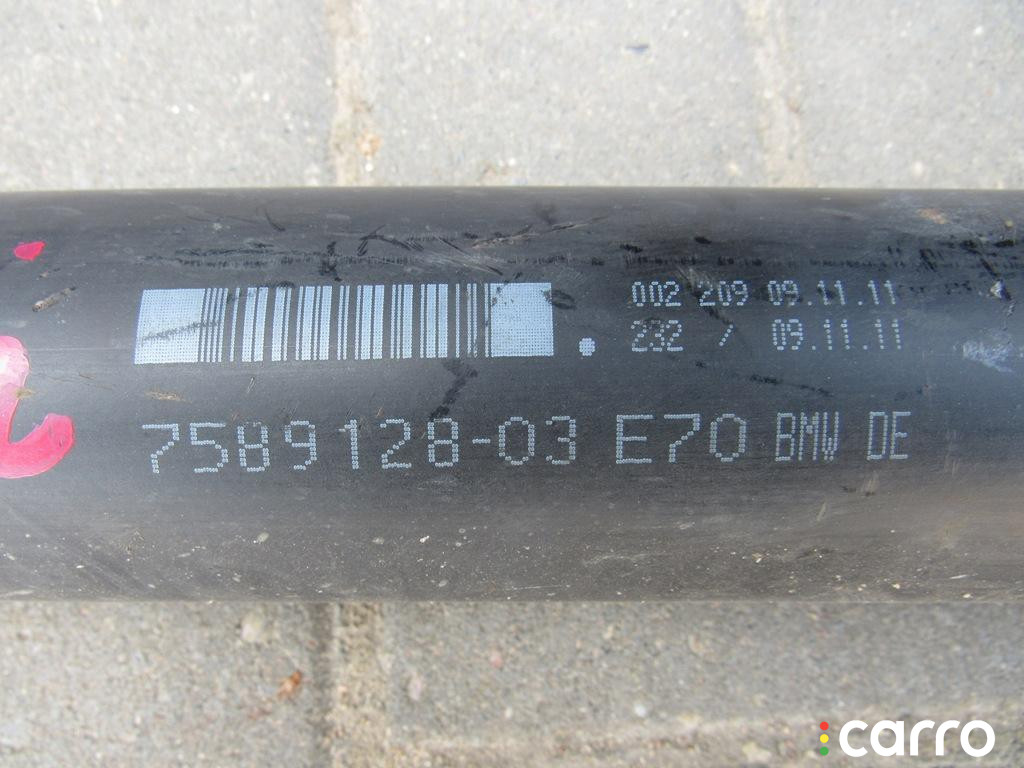 002 209 09.11.11
232 / 09.11.11
7589128-03 E70 BMW DE
carro